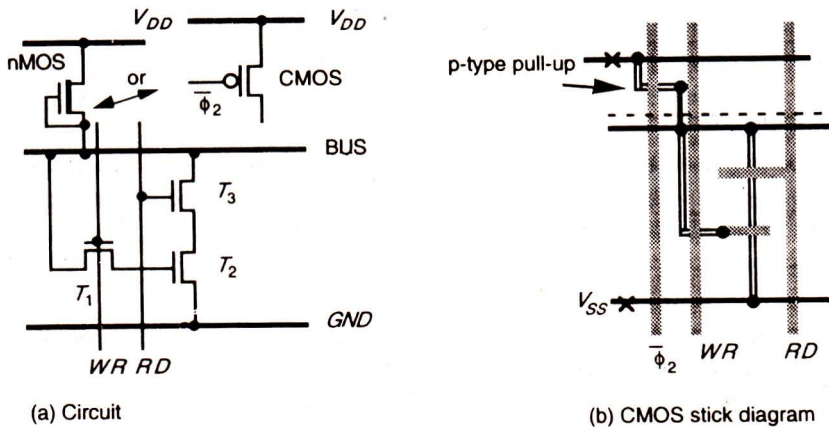 V_DD
V_DD
nMOS
or
CMOS
φ̅₂
BUS
T₃
T₂
T₁
GND
WR
RD
(a) Circuit
p-type pull-up
V_SS
φ̅₂
WR
RD
(b) CMOS stick diagram